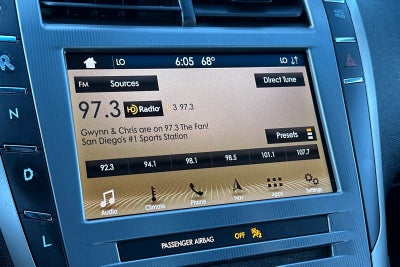 LO 6:05 68° LO
FM Sources Direct Tune
97.3 HD Radio 3 97.3
Gwynn & Chris are on 97.3 The Fan!
San Diego's #1 Sports Station
Presets
92.3 94.1 98.1 98.5 101.1 107.7
Audio Climate Phone Nav Apps Settings
PASSENGER AIRBAG OFF
R
N
D
L